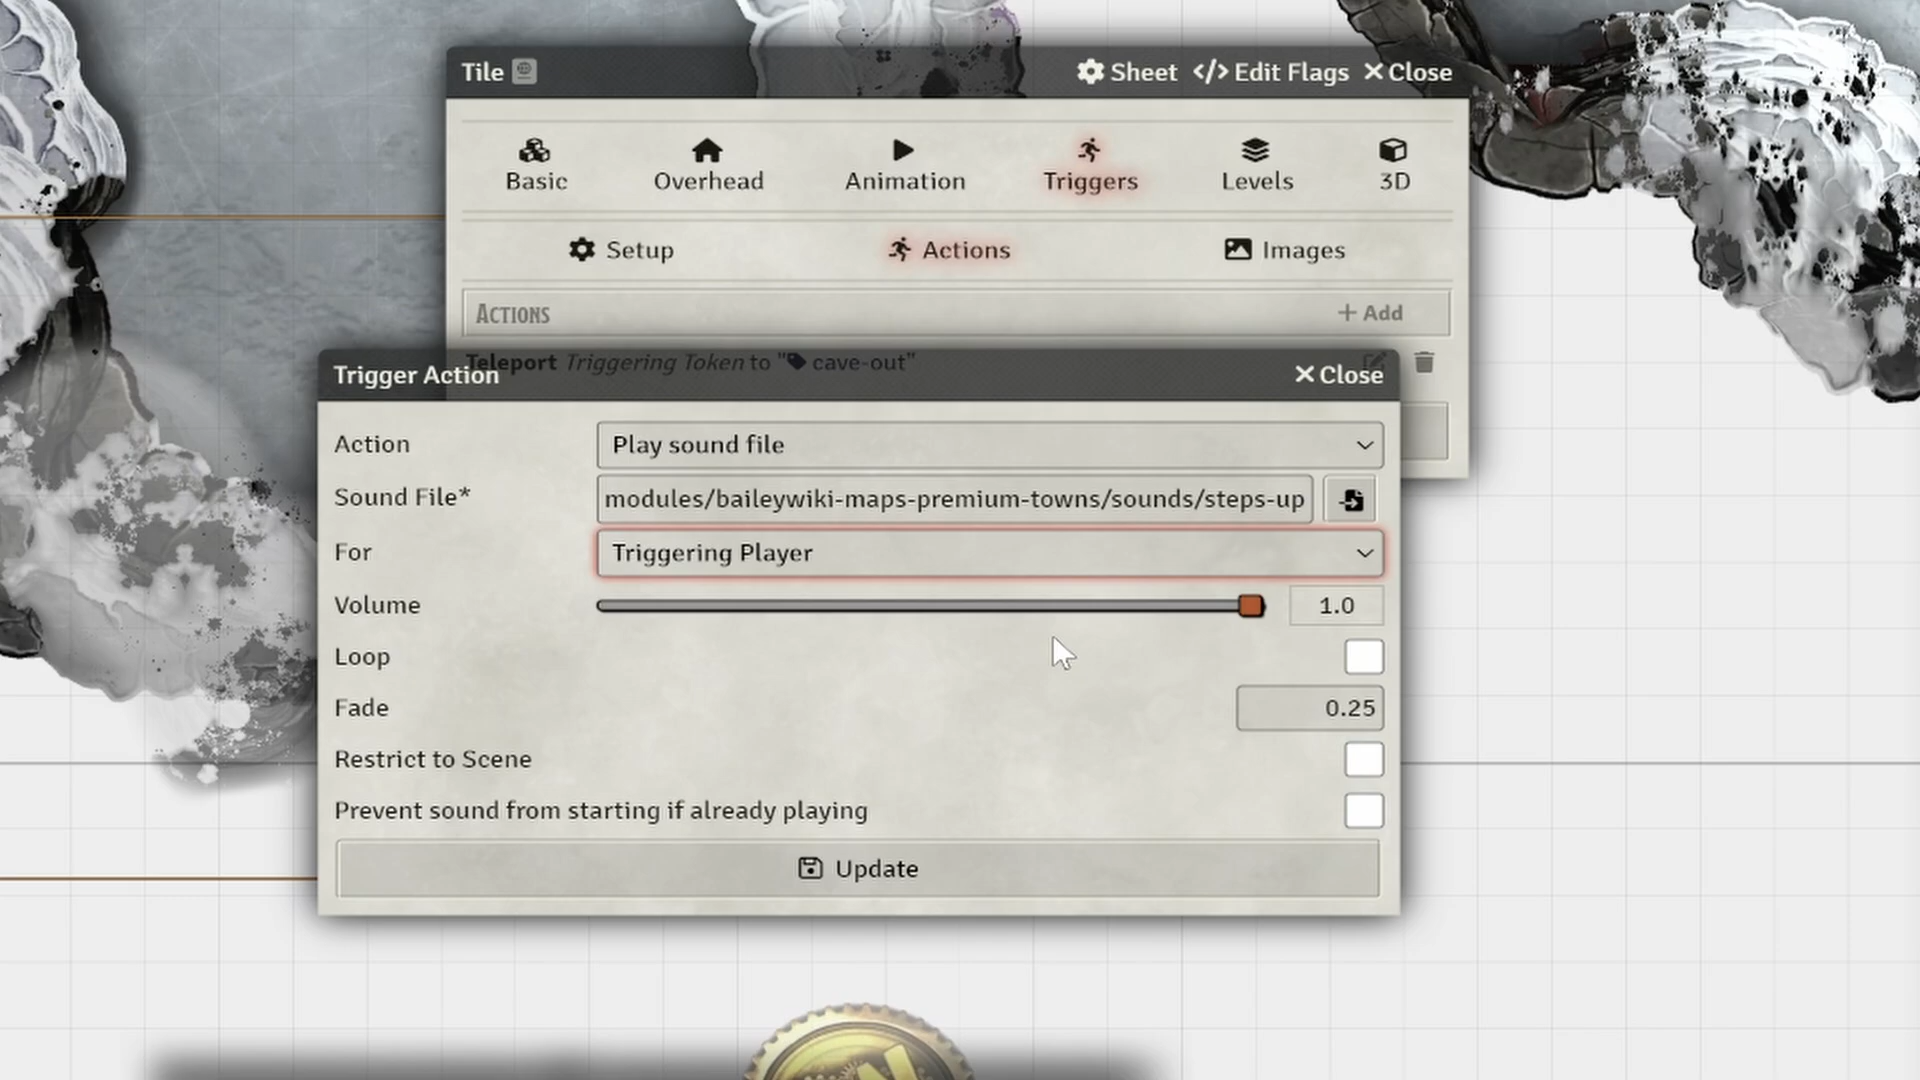 Tile
Sheet </> Edit Flags Close
Basic Overhead Animation Triggers Levels 3D
Setup Actions Images
Actions + Add
Teleport Triggering Token to " cave-out"
Trigger Action
Close
Action Play sound file
Sound File* modules/baileywiki-maps-premium-towns/sounds/steps-up
For Triggering Player
Volume 1.0
Loop
Fade 0.25
Restrict to Scene
Prevent sound from starting if already playing
Update